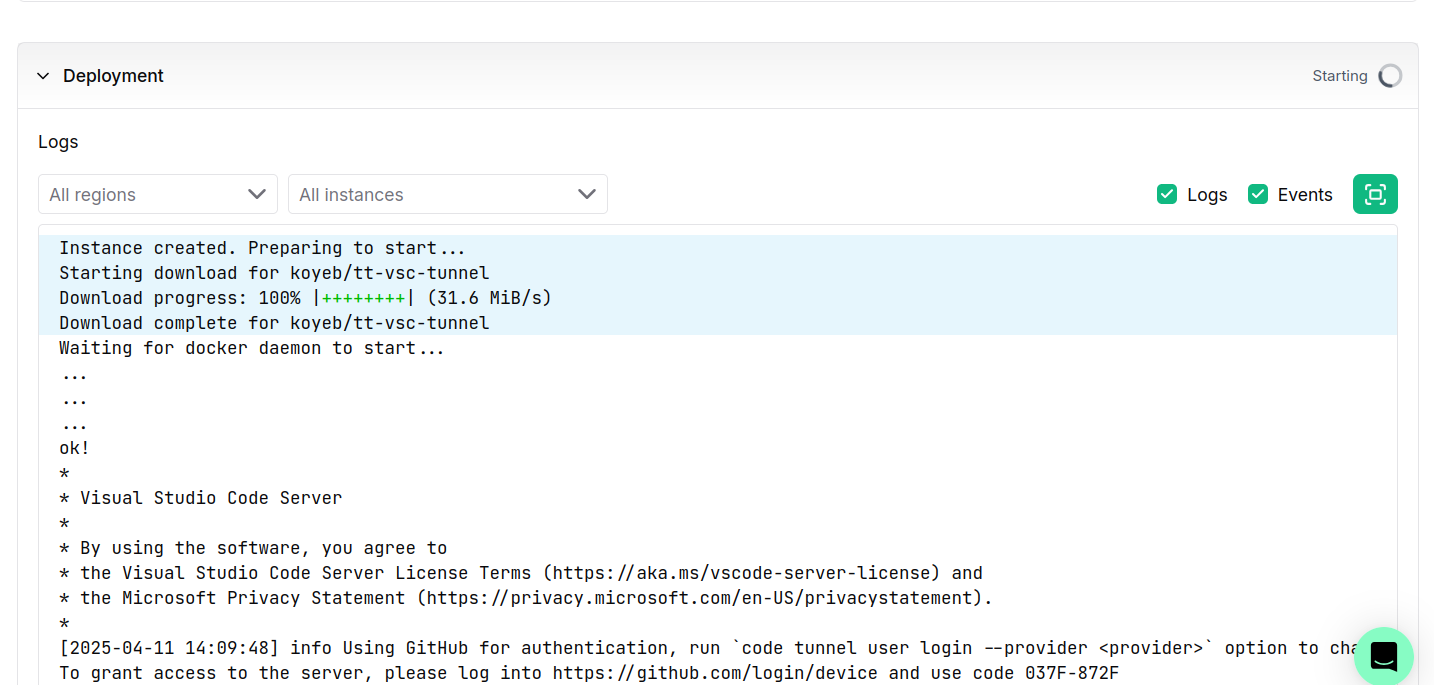 Deployment
Starting
Logs
All regions
All instances
Logs
Events
Instance created. Preparing to start...
Starting download for koyeb/tt-vsc-tunnel
Download progress: 100% |++++++++| (31.6 MiB/s)
Download complete for koyeb/tt-vsc-tunnel
Waiting for docker daemon to start...
...
...
...
ok!
*
* Visual Studio Code Server
*
* By using the software, you agree to
* the Visual Studio Code Server License Terms (https://aka.ms/vscode-server-license) and
* the Microsoft Privacy Statement (https://privacy.microsoft.com/en-US/privacystatement).
*
[2025-04-11 14:09:48] info Using GitHub for authentication, run `code tunnel user login --provider <provider>` option to
To grant access to the server, please log into https://github.com/login/device and use code 037F-872F